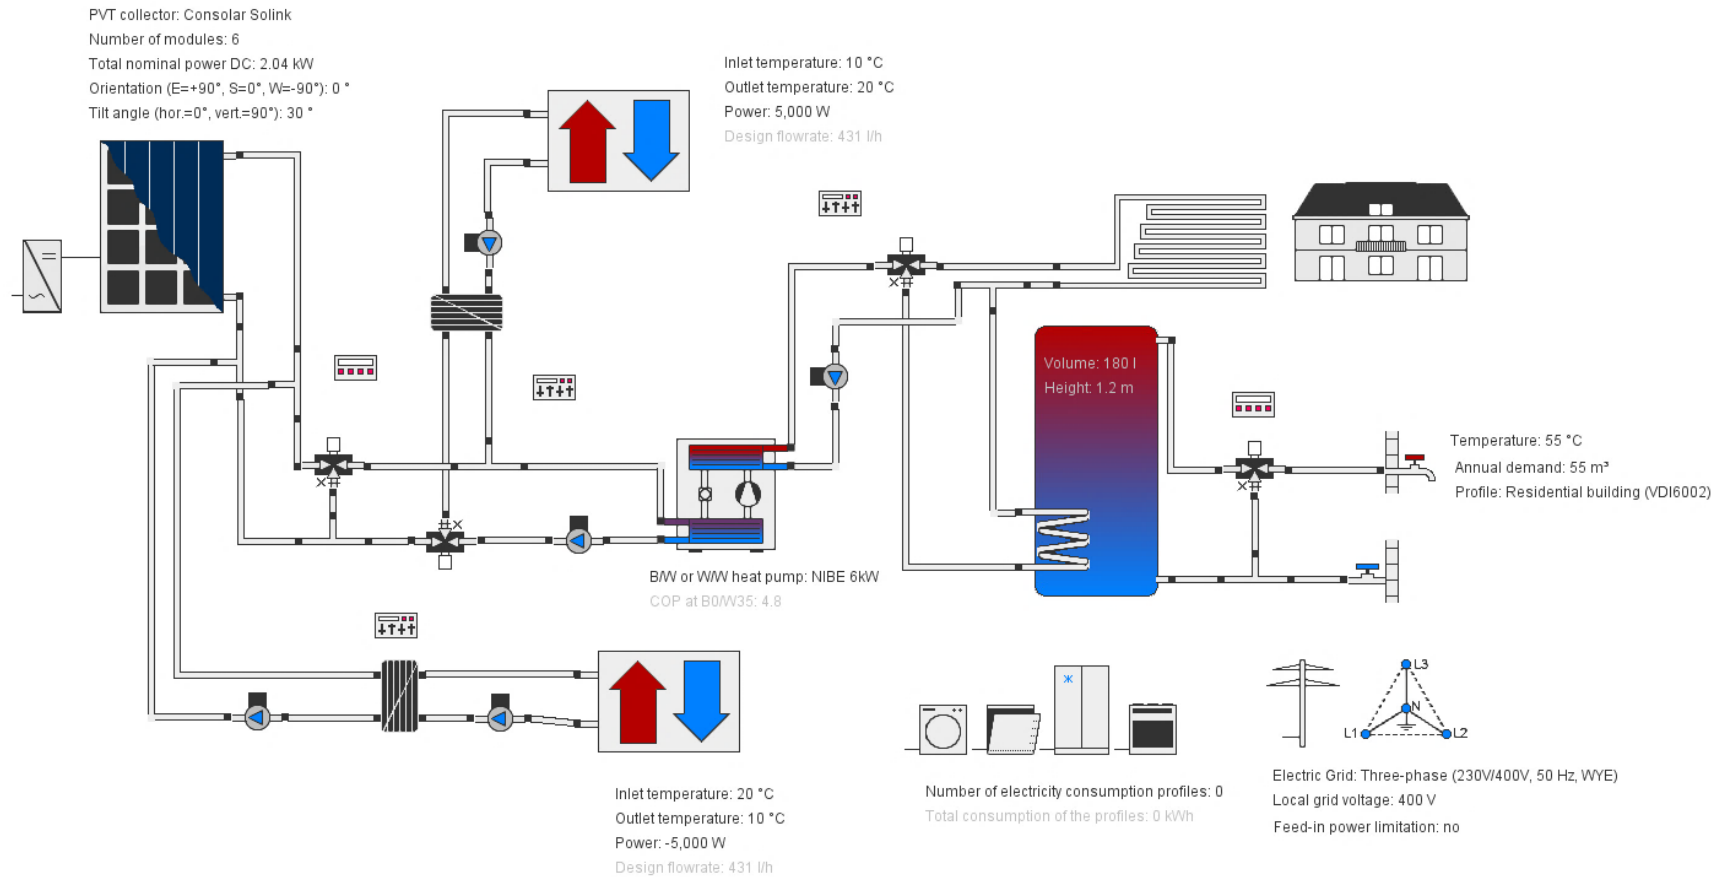 PVT collector: Consolar Solink
Number of modules: 6
Total nominal power DC: 2.04 kW
Orientation (E=+90°, S=0°, W=-90°): 0 °
Tilt angle (hor.=0°, vert.=90°): 30 °
Inlet temperature: 10 °C
Outlet temperature: 20 °C
Power: 5,000 W
Design flowrate: 431 l/h
Volume: 180 l
Height: 1.2 m
Temperature: 55 °C
Annual demand: 55 m³
Profile: Residential building (VDI6002)
B/W or W/W heat pump: NIBE 6kW
COP at B0/W35: 4.8
Inlet temperature: 20 °C
Outlet temperature: 10 °C
Power: -5,000 W
Design flowrate: 431 l/h
Number of electricity consumption profiles: 0
Total consumption of the profiles: 0 kWh
L3
N
L1
L2
Electric Grid: Three-phase (230V/400V, 50 Hz, WYE)
Local grid voltage: 400 V
Feed-in power limitation: no